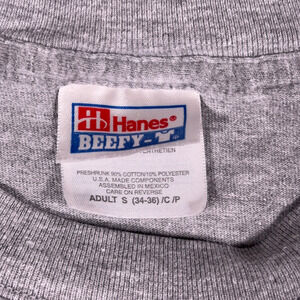 Hanes®
BEEFY-T
PRESHRUNK 90% COTTON/10% POLYESTER
U.S.A. MADE COMPONENTS
ASSEMBLED IN MEXICO
CARE ON REVERSE
ADULT S (34-36) /C /P